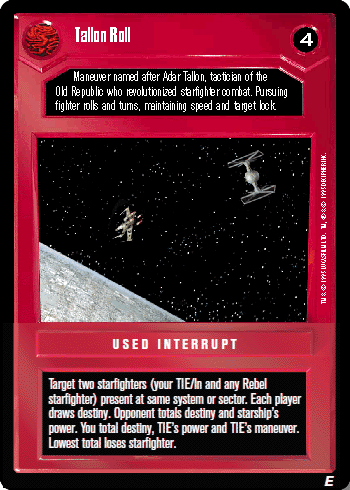 Tallon Roll
4
Maneuver named after Adar Tallon, tactician of the
Old Republic who revolutionized starfighter combat. Pursuing
fighter rolls and turns, maintaining speed and target lock.
USED INTERRUPT
Target two starfighters (your TIE/ln and any Rebel
starfighter) present at same system or sector. Each player
draws destiny. Opponent totals destiny and starship's
power. You total destiny, TIE's power and TIE's maneuver.
Lowest total loses starfighter.
E